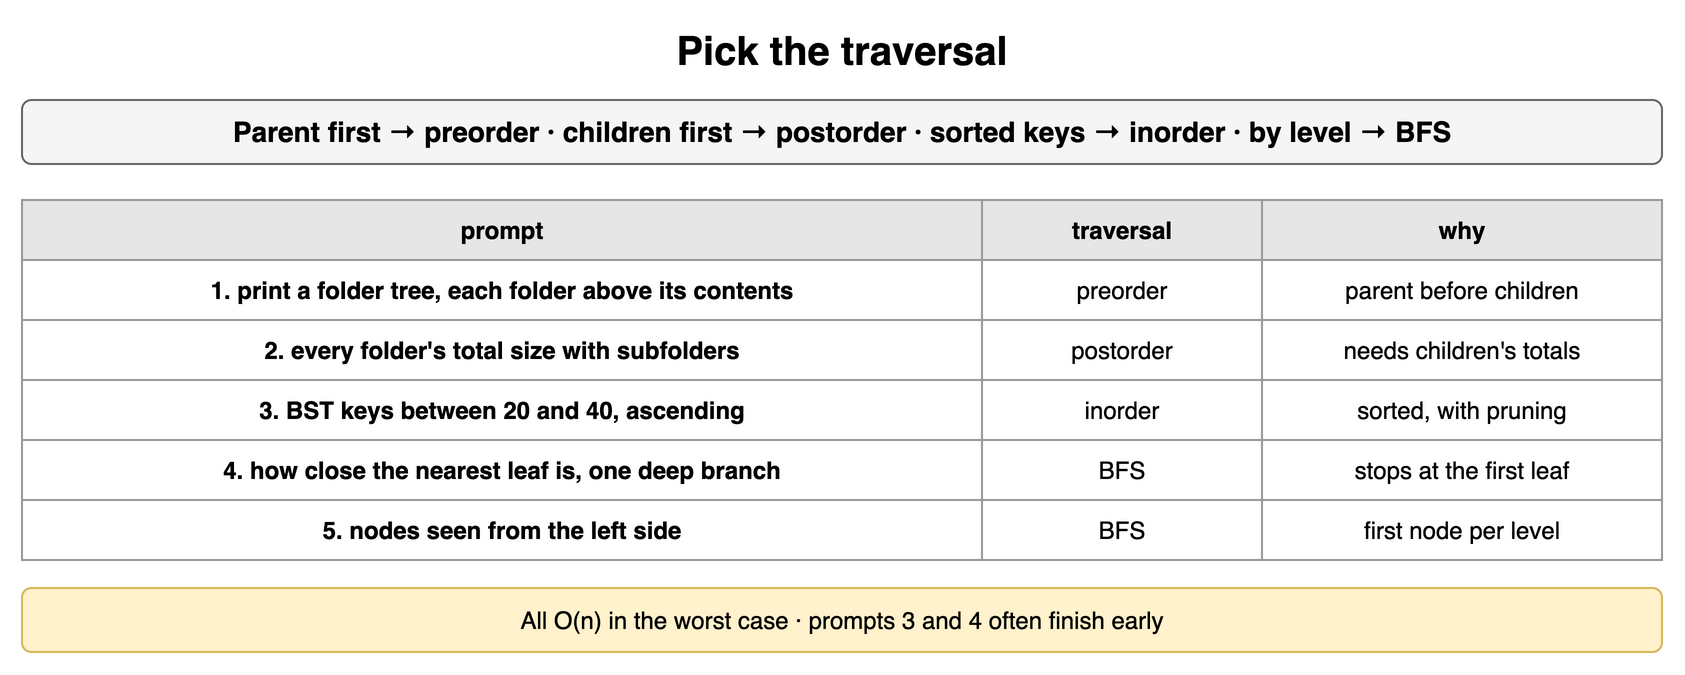 Pick the traversal
Parent first → preorder · children first → postorder · sorted keys → inorder · by level → BFS
prompt traversal why
1. print a folder tree, each folder above its contents preorder parent before children
2. every folder's total size with subfolders postorder needs children's totals
3. BST keys between 20 and 40, ascending inorder sorted, with pruning
4. how close the nearest leaf is, one deep branch BFS stops at the first leaf
5. nodes seen from the left side BFS first node per level
All O(n) in the worst case · prompts 3 and 4 often finish early